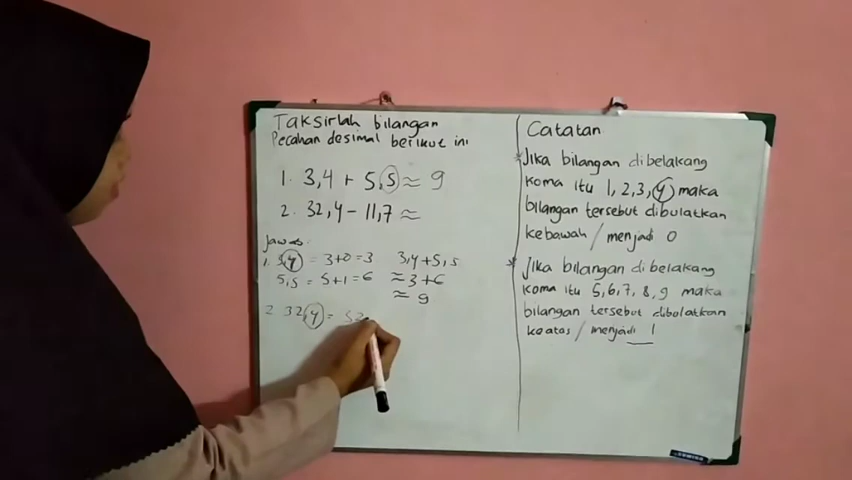 Taksirlah bilangan
Pecahan desimal berikut ini
1. 3,4 + 5,5 ≈ 9
2. 32,4 - 11,7 ≈
Jawab:
1. 3,4 = 3+0 = 3
5,5 = 5+1 = 6
3,4 + 5,5
≈ 3+6
≈ 9
2. 32,4 = 32
Catatan
Jika bilangan dibelakang
koma itu 1, 2, 3, 4 maka
bilangan tersebut dibulatkan
kebawah / menjadi 0
Jika bilangan dibelakang
koma itu 5, 6, 7, 8, 9 maka
bilangan tersebut dibolatkan
keatas / menjadi 1